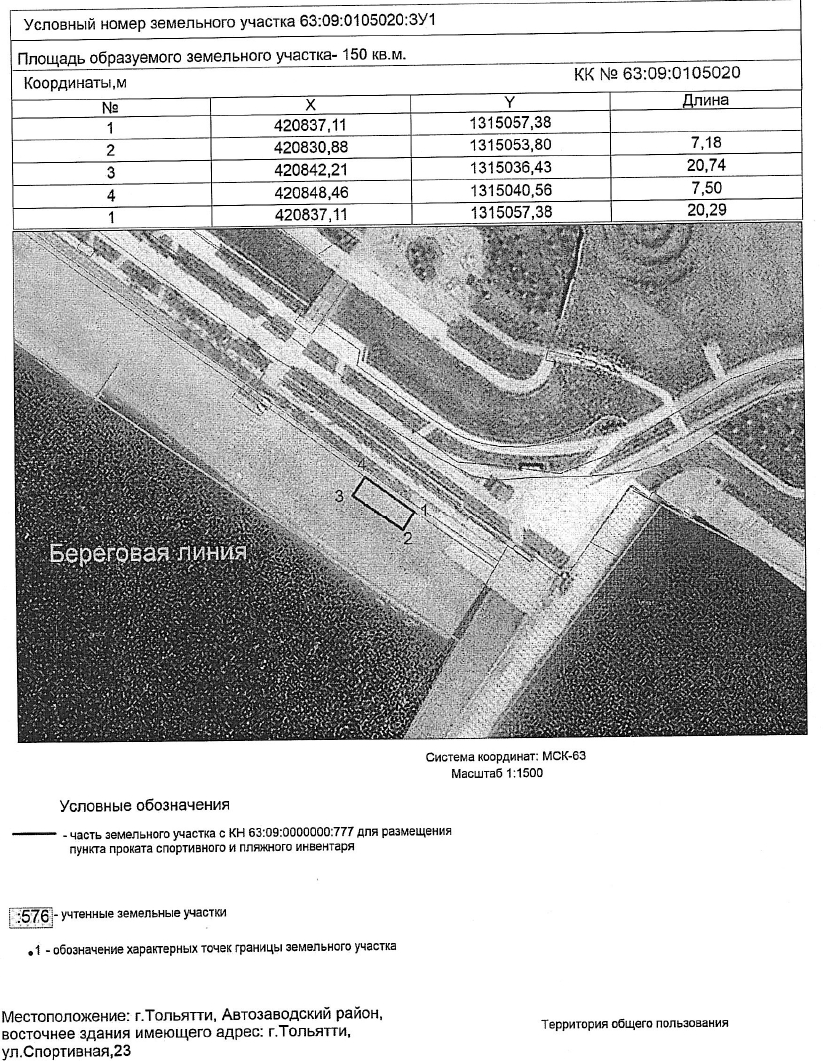 Условный номер земельного участка 63:09:0105020:ЗУ1
Площадь образуемого земельного участка- 150 кв.м.
Координаты,м КК № 63:09:0105020
№ X Y Длина
1 420837,11 1315057,38
2 420830,88 1315053,80 7,18
3 420842,21 1315036,43 20,74
4 420848,46 1315040,56 7,50
1 420837,11 1315057,38 20,29
4
3
1
2
Береговая линия
Система координат: МСК-63
Масштаб 1:1500
Условные обозначения
- часть земельного участка с КН 63:09:0000000:777 для размещения
пункта проката спортивного и пляжного инвентаря
:576 - учтенные земельные участки
.1 - обозначение характерных точек границы земельного участка
Местоположение: г.Тольятти, Автозаводский район,
восточнее здания имеющего адрес: г.Тольятти,
ул.Спортивная,23
Территория общего пользования